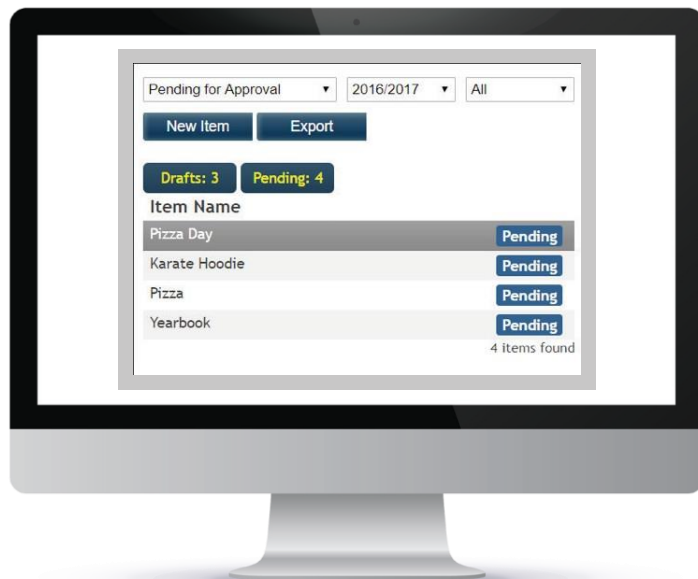 Pending for Approval 2016/2017 All
New Item Export
Drafts: 3 Pending: 4
Item Name
Pizza Day Pending
Karate Hoodie Pending
Pizza Pending
Yearbook Pending
4 items found